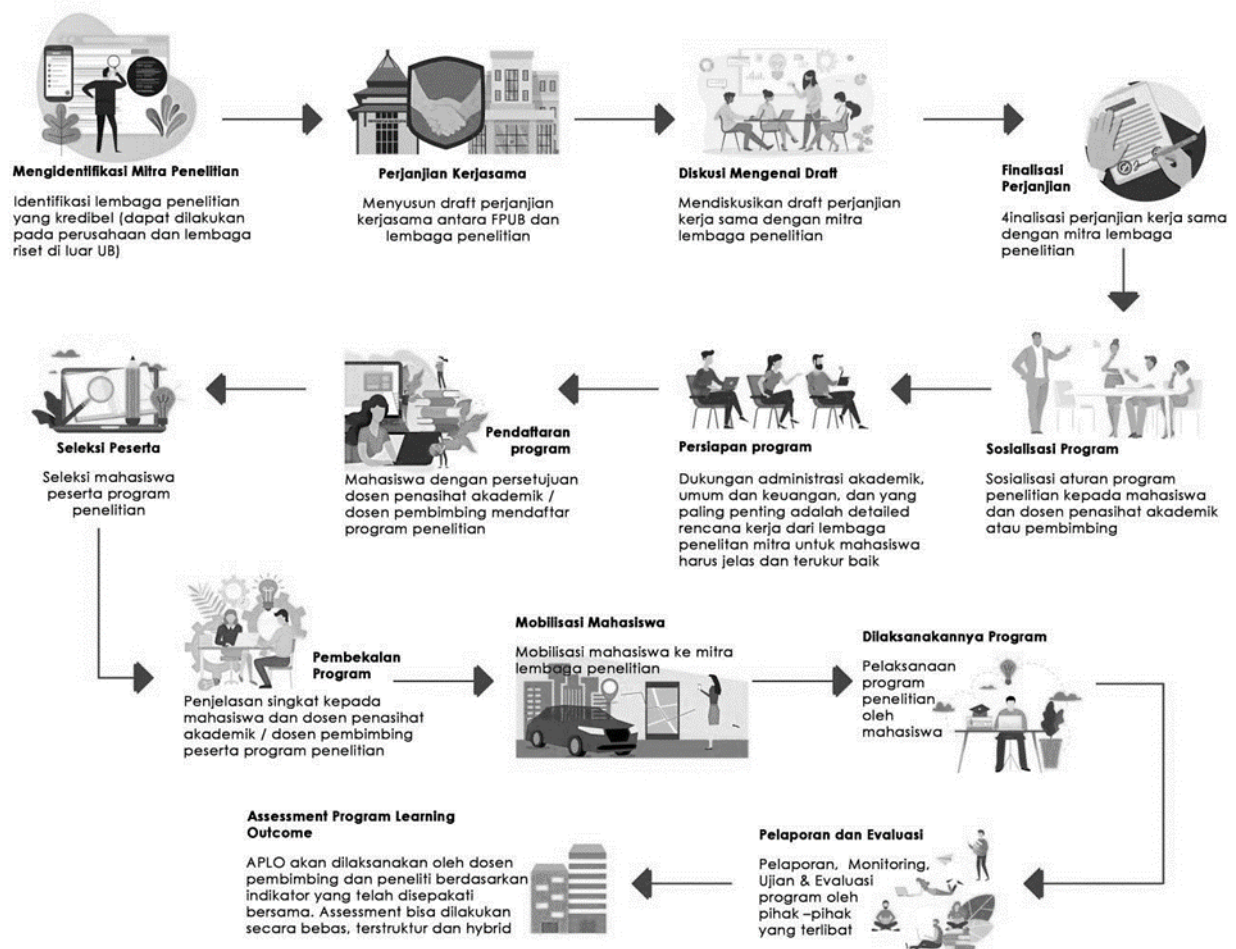 Mengidentifikasi Mitra Penelitian
Identifikasi lembaga penelitian
yang kredibel (dapat dilakukan
pada perusahaan dan lembaga
riset di luar UB)
Perjanjian Kerjasama
Menyusun draft perjanjian
kerjasama antara FPUB dan
lembaga penelitian
Diskusi Mengenai Draft
Mendiskusikan draft perjanjian
kerja sama dengan mitra
lembaga penelitian
Finalisasi
Perjanjian
4inalisasi perjanjian kerja sama
dengan mitra lembaga
penelitian
Sosialisasi Program
Sosialisasi aturan program
penelitian kepada mahasiswa
dan dosen penasihat akademik
atau pembimbing
Persiapan program
Dukungan administrasi akademik,
umum dan keuangan, dan yang
paling penting adalah detailed
rencana kerja dari lembaga
penelitan mitra untuk mahasiswa
harus jelas dan terukur baik
Pendaftaran
program
Mahasiswa dengan persetujuan
dosen penasihat akademik /
dosen pembimbing mendaftar
program penelitian
Seleksi Peserta
Seleksi mahasiswa
peserta program
penelitian
Pembekalan
Program
Penjelasan singkat kepada
mahasiswa dan dosen penasihat
akademik / dosen pembimbing
peserta program penelitian
Mobilisasi Mahasiswa
Mobilisasi mahasiswa ke mitra
lembaga penelitian
Dilaksanakannya Program
Pelaksanaan
program
penelitian
oleh
mahasiswa
Pelaporan dan Evaluasi
Pelaporan, Monitoring,
Ujian & Evaluasi
program oleh
pihak –pihak
yang terlibat
Assessment Program Learning
Outcome
APLO akan dilaksanakan oleh dosen
pembimbing dan peneliti berdasarkan
indikator yang telah disepakati
bersama. Assessment bisa dilakukan
secara bebas, terstruktur dan hybrid